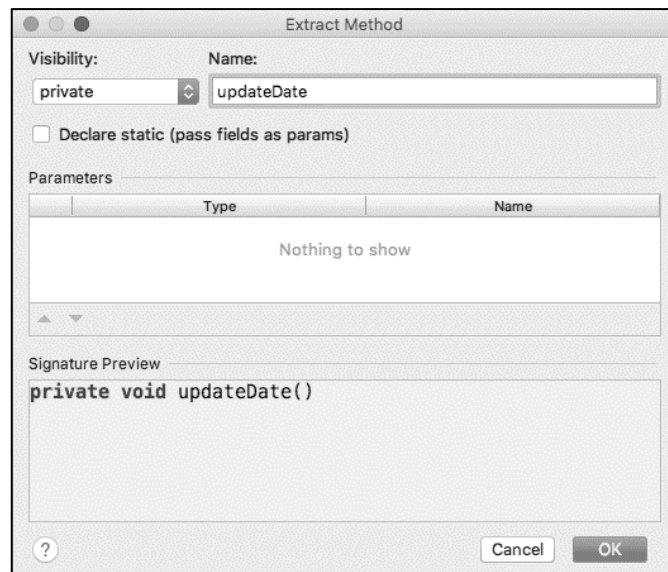 Extract Method
Visibility: Name:
private updateDate
Declare static (pass fields as params)
Parameters
Type Name
Nothing to show
Signature Preview
private void updateDate()
? Cancel OK